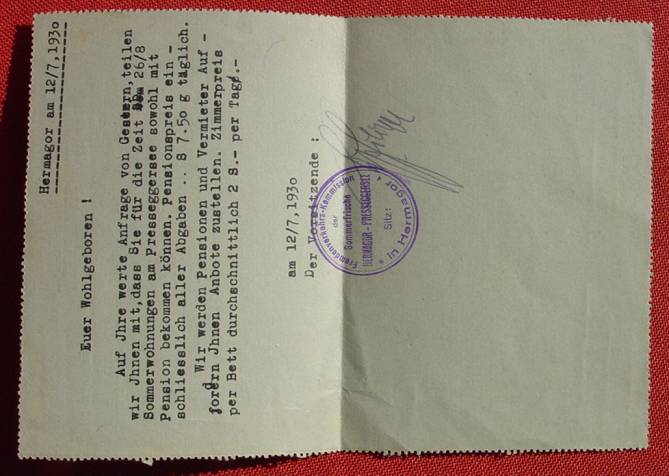 Hermagor am 12/7,1930
Euer Wohlgeboren !
Auf Jhre werte Anfrage von Gestern,teilen
wir Jhnen mit,dass Sie für die Zeit ab 26/8
Sommerwohnungen am Presseggersee sowohl mit
Pension bekommen können. Pensionspreis ein -
schliesslich aller Abgaben .. S 7.50 g täglich.
Wir werden Pensionen und Vermieter Auf -
fordern Jhnen Anbote zustellen. Zimmerpreis
per Bett durchschnittlich 2 S.- per Tag.-
am 12/7,1930
Der Vorsitzende :
Fremdenverkehrs-Kommission
der
Sommerfrische
HERMAGOR-PRESSEGGERSEE
Sitz:
in Hermagor